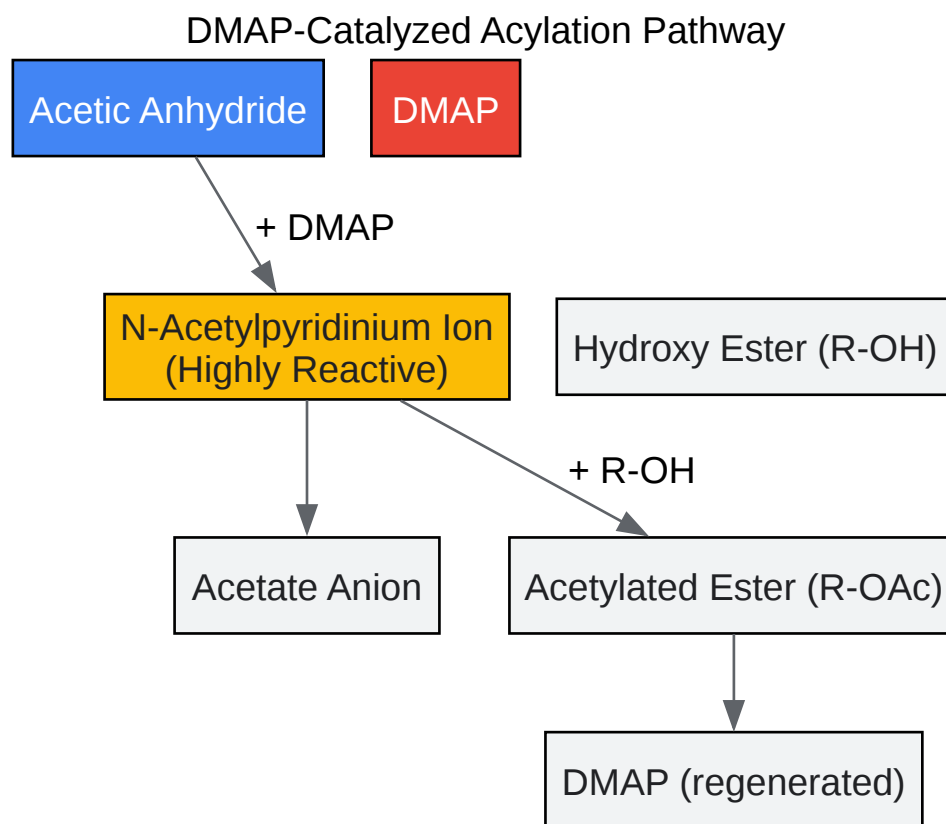 DMAP-Catalyzed Acylation Pathway
Acetic Anhydride
DMAP
+ DMAP
N-Acetylpyridinium Ion
(Highly Reactive)
Hydroxy Ester (R-OH)
+ R-OH
Acetate Anion
Acetylated Ester (R-OAc)
DMAP (regenerated)